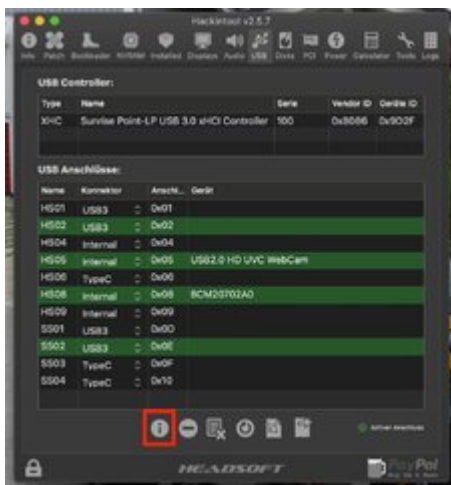 Hackintool v2.5.7
Info Patch Bootloader NVRAM Installed Displays Audio USB Disks PCI Power Calculator Tools Logs
USB Controller:
Type Name Serie Vendor ID Geräte ID
XHC Sunrise Point-LP USB 3.0 xHCI Controller 100 0x8086 0x9D2F
USB Anschlüsse:
Name Konnektor Anschl... Gerät
HS01 USB3 0x01
HS02 USB3 0x02
HS04 Internal 0x04
HS05 Internal 0x05 USB2.0 HD UVC WebCam
HS06 TypeC 0x06
HS08 Internal 0x08 BCM20702A0
HS09 Internal 0x09
SS01 USB3 0x0D
SS02 USB3 0x0E
SS03 TypeC 0x0F
SS04 TypeC 0x10
HEADSOFT
PayPal